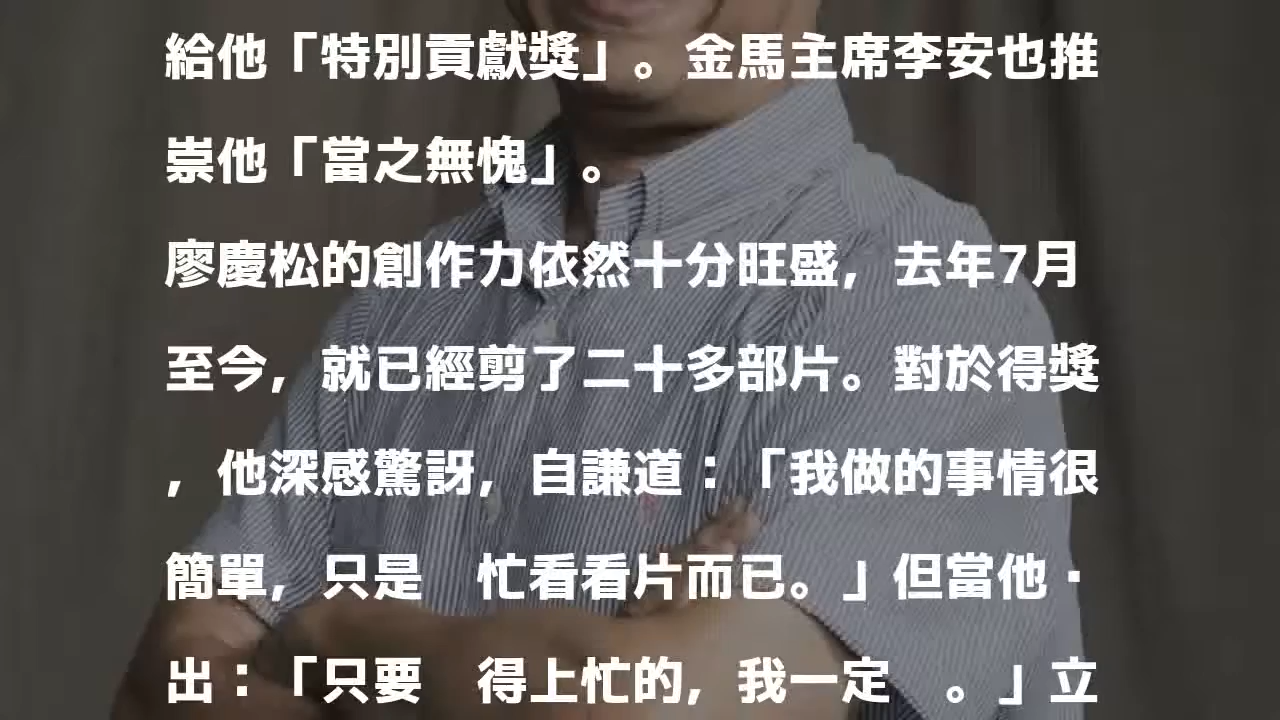 給他「特別貢獻獎」。金馬主席李安也推
崇他「當之無愧」。
廖慶松的創作力依然十分旺盛，去年7月
至今，就已經剪了二十多部片。對於得獎
，他深感驚訝，自謙道：「我做的事情很
簡單，只是　忙看看片而已。」但當他·
出：「只要　得上忙的，我一定　。」立